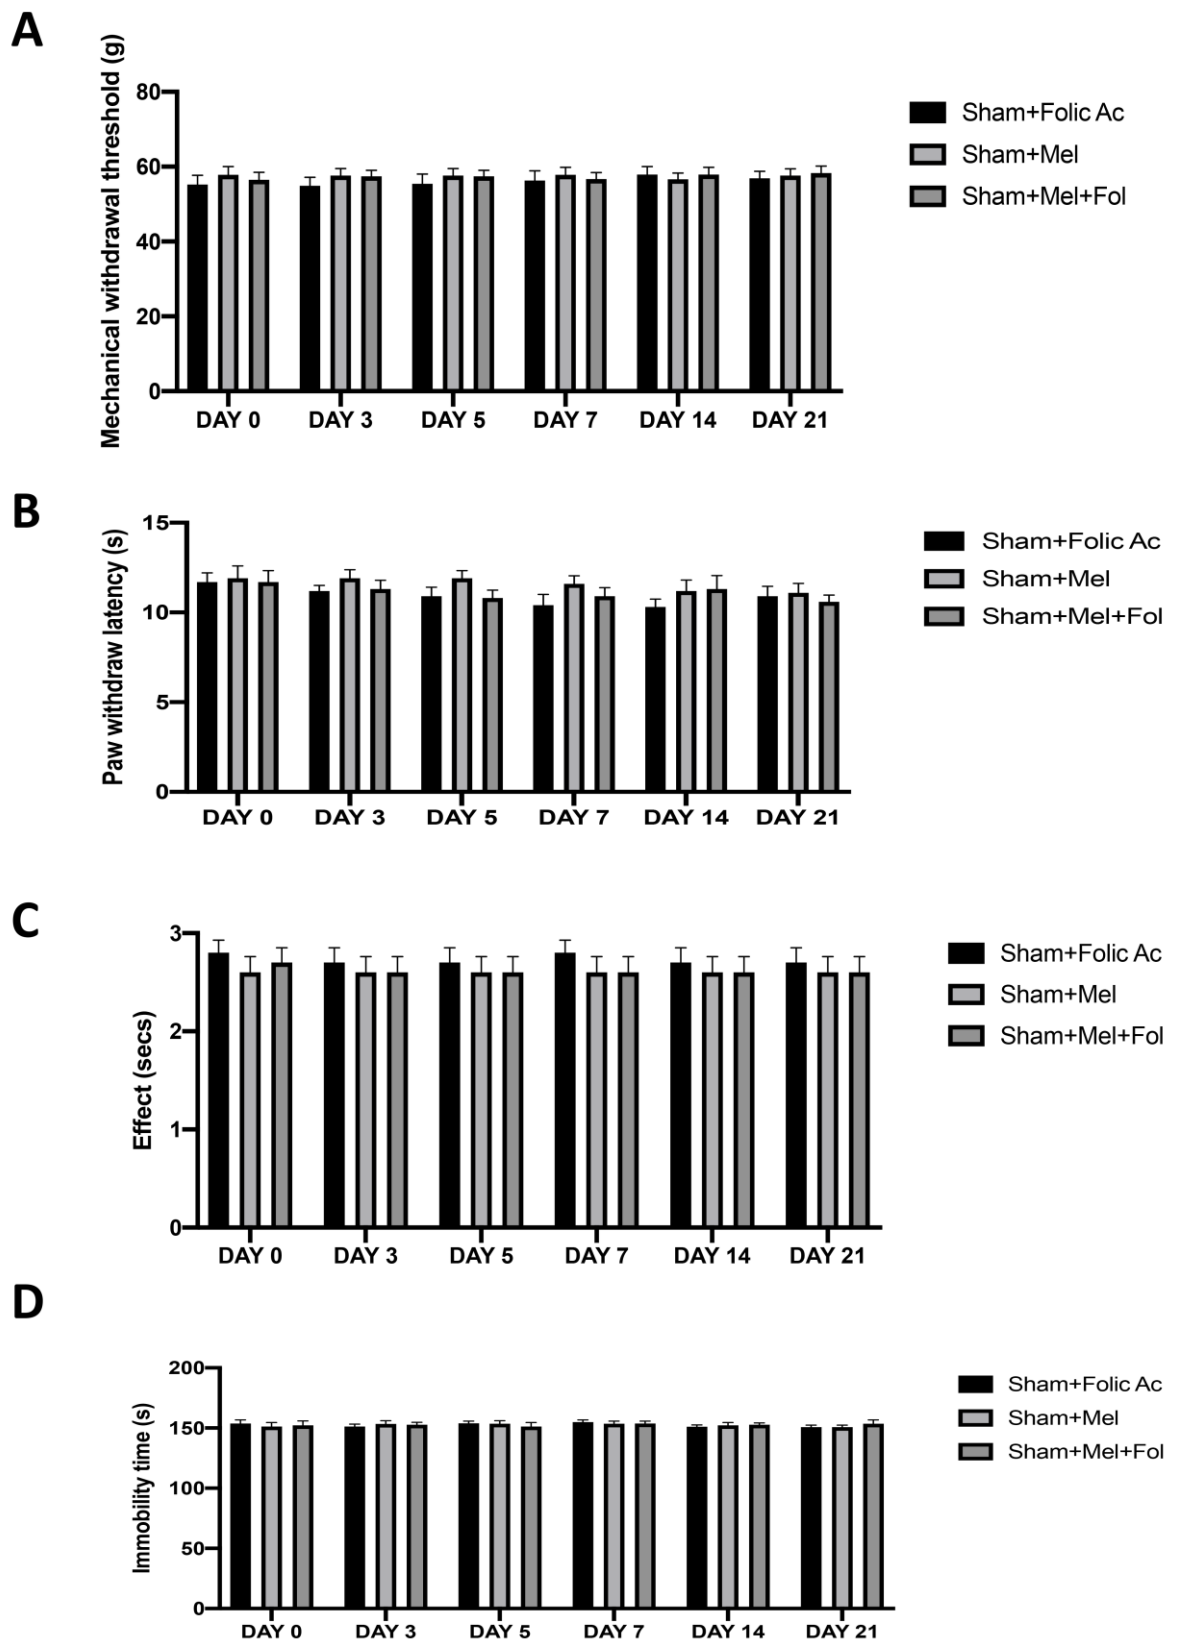 A
Mechanical withdrawal threshold (g)
80
60
40
20
0
DAY 0 DAY 3 DAY 5 DAY 7 DAY 14 DAY 21
Sham+Folic Ac
Sham+Mel
Sham+Mel+Fol
B
Paw withdraw latency (s)
15
10
5
0
DAY 0 DAY 3 DAY 5 DAY 7 DAY 14 DAY 21
Sham+Folic Ac
Sham+Mel
Sham+Mel+Fol
C
Effect (secs)
3
2
1
0
DAY 0 DAY 3 DAY 5 DAY 7 DAY 14 DAY 21
Sham+Folic Ac
Sham+Mel
Sham+Mel+Fol
D
Immobility time (s)
200
150
100
50
0
DAY 0 DAY 3 DAY 5 DAY 7 DAY 14 DAY 21
Sham+Folic Ac
Sham+Mel
Sham+Mel+Fol